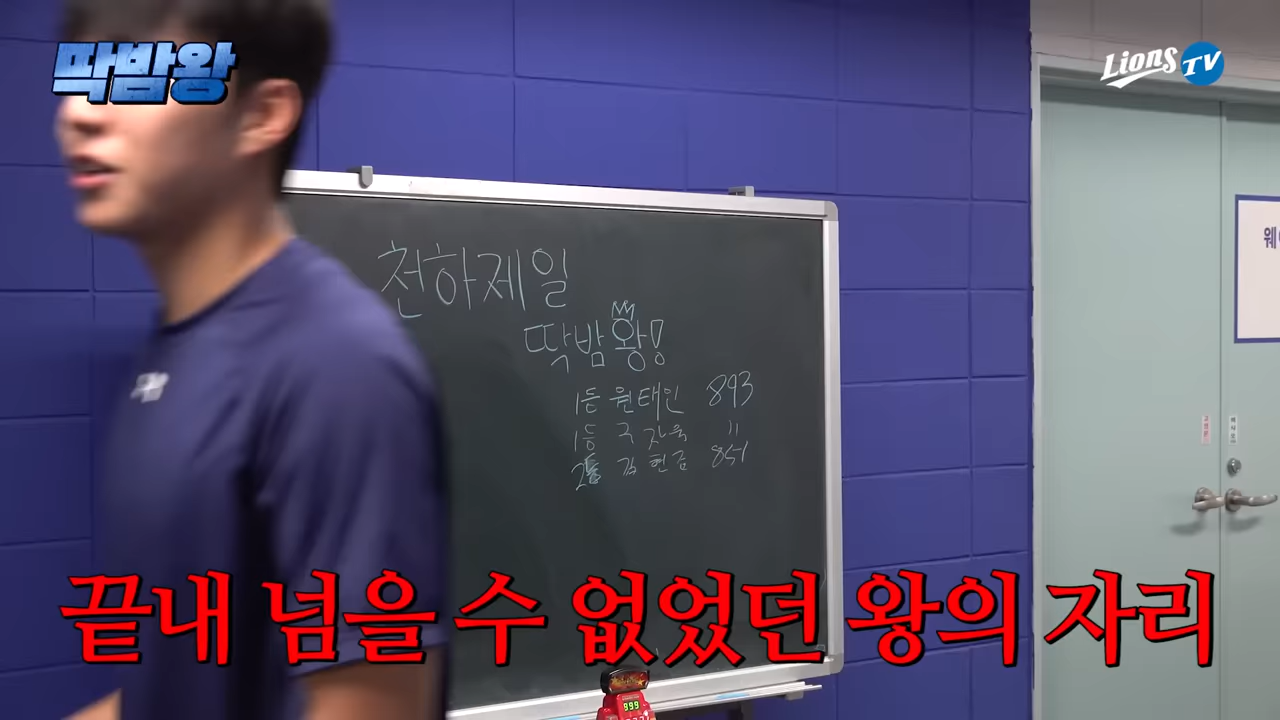 딱밤왕
Lions TV
천하제일
딱밤왕!
1등 원태인 893
1등 구자욱 "
2등 김현곤 851
끝내 넘을 수 없었던 왕의 자리
999